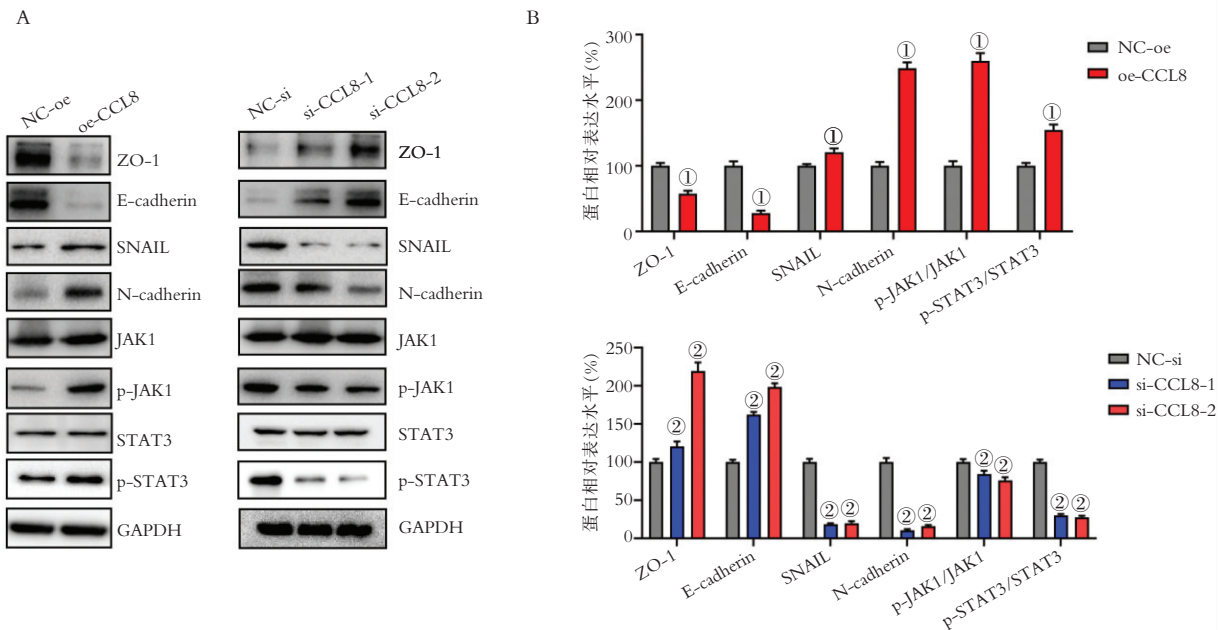 A
NC-oe
oe-CCL8
ZO-1
E-cadherin
SNAIL
N-cadherin
JAK1
p-JAK1
STAT3
p-STAT3
GAPDH
NC-si
si-CCL8-1
si-CCL8-2
ZO-1
E-cadherin
SNAIL
N-cadherin
JAK1
p-JAK1
STAT3
p-STAT3
GAPDH
B
蛋白相对表达水平(%)
300
200
100
0
① ① ① ① ① ①
ZO-1
E-cadherin
SNAIL
N-cadherin
p-JAK1/JAK1
p-STAT3/STAT3
NC-oe
oe-CCL8
蛋白相对表达水平(%)
250
200
150
100
50
0
② ② ② ② ② ② ② ② ② ② ② ②
ZO-1
E-cadherin
SNAIL
N-cadherin
p-JAK1/JAK1
p-STAT3/STAT3
NC-si
si-CCL8-1
si-CCL8-2